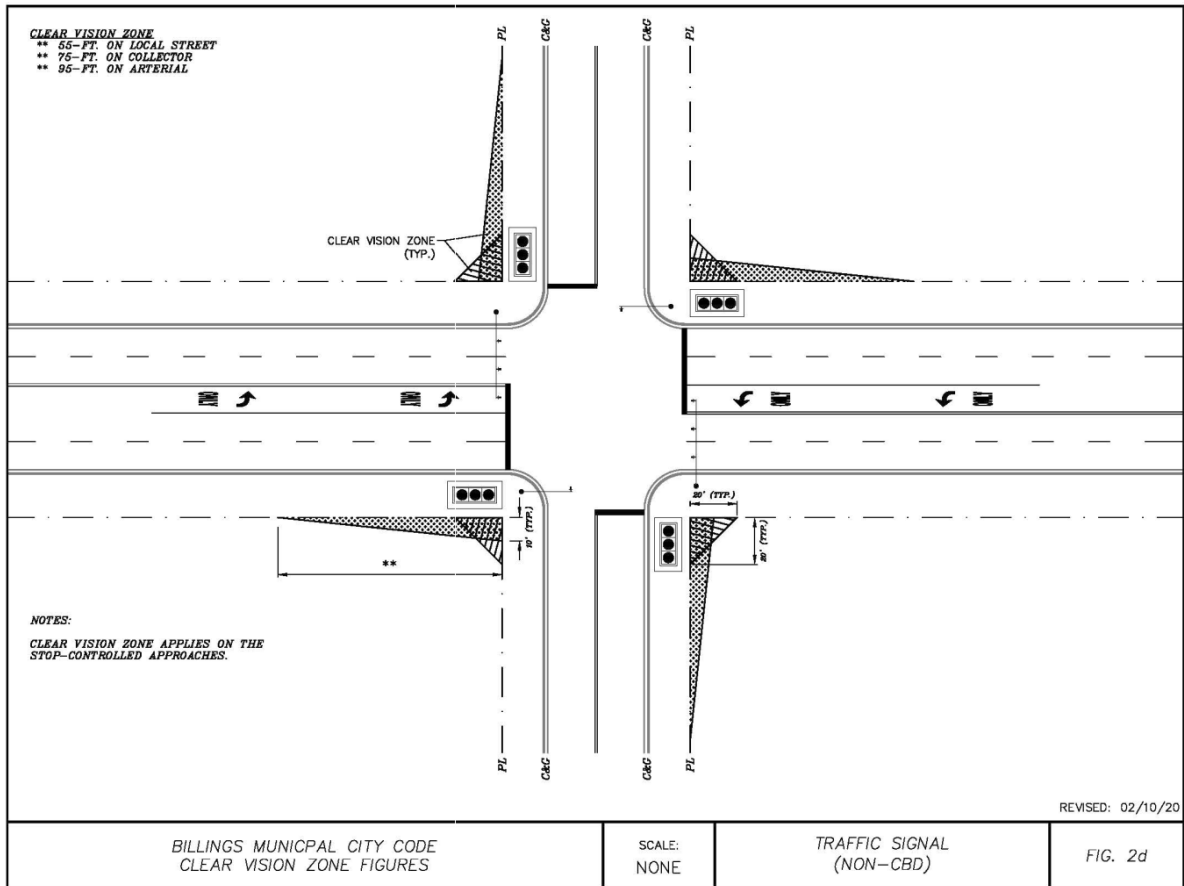 CLEAR VISION ZONE
** 55-FT. ON LOCAL STREET
** 75-FT. ON COLLECTOR
** 95-FT. ON ARTERIAL
PL
C&G
C&G
PL
CLEAR VISION ZONE
(TYP.)
20' (TYP.)
10' (TYP.)
20' (TYP.)
**
NOTES:
CLEAR VISION ZONE APPLIES ON THE
STOP-CONTROLLED APPROACHES.
PL
C&G
C&G
PL
REVISED: 02/10/20
BILLINGS MUNICPAL CITY CODE
CLEAR VISION ZONE FIGURES
SCALE:
NONE
TRAFFIC SIGNAL
(NON-CBD)
FIG. 2d